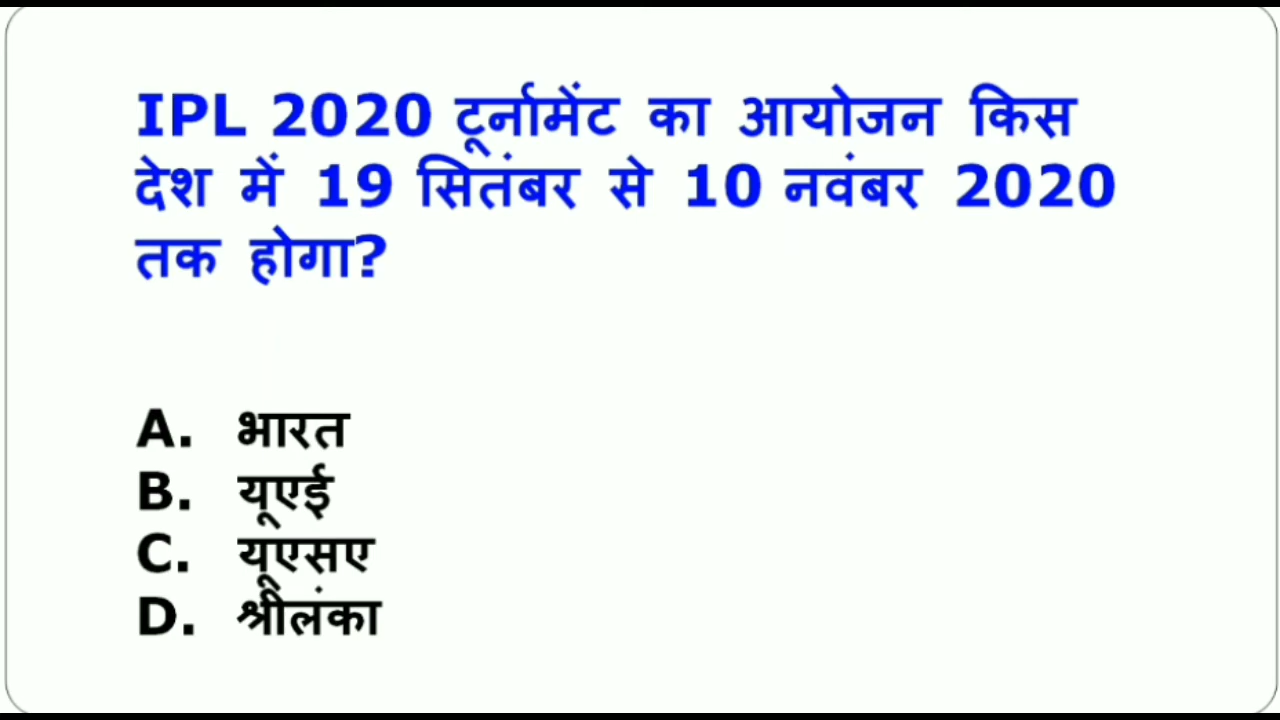 IPL 2020 टूर्नामेंट का आयोजन किस
देश में 19 सितंबर से 10 नवंबर 2020
तक होगा?
A. भारत
B. यूएई
C. यूएसए
D. श्रीलंका